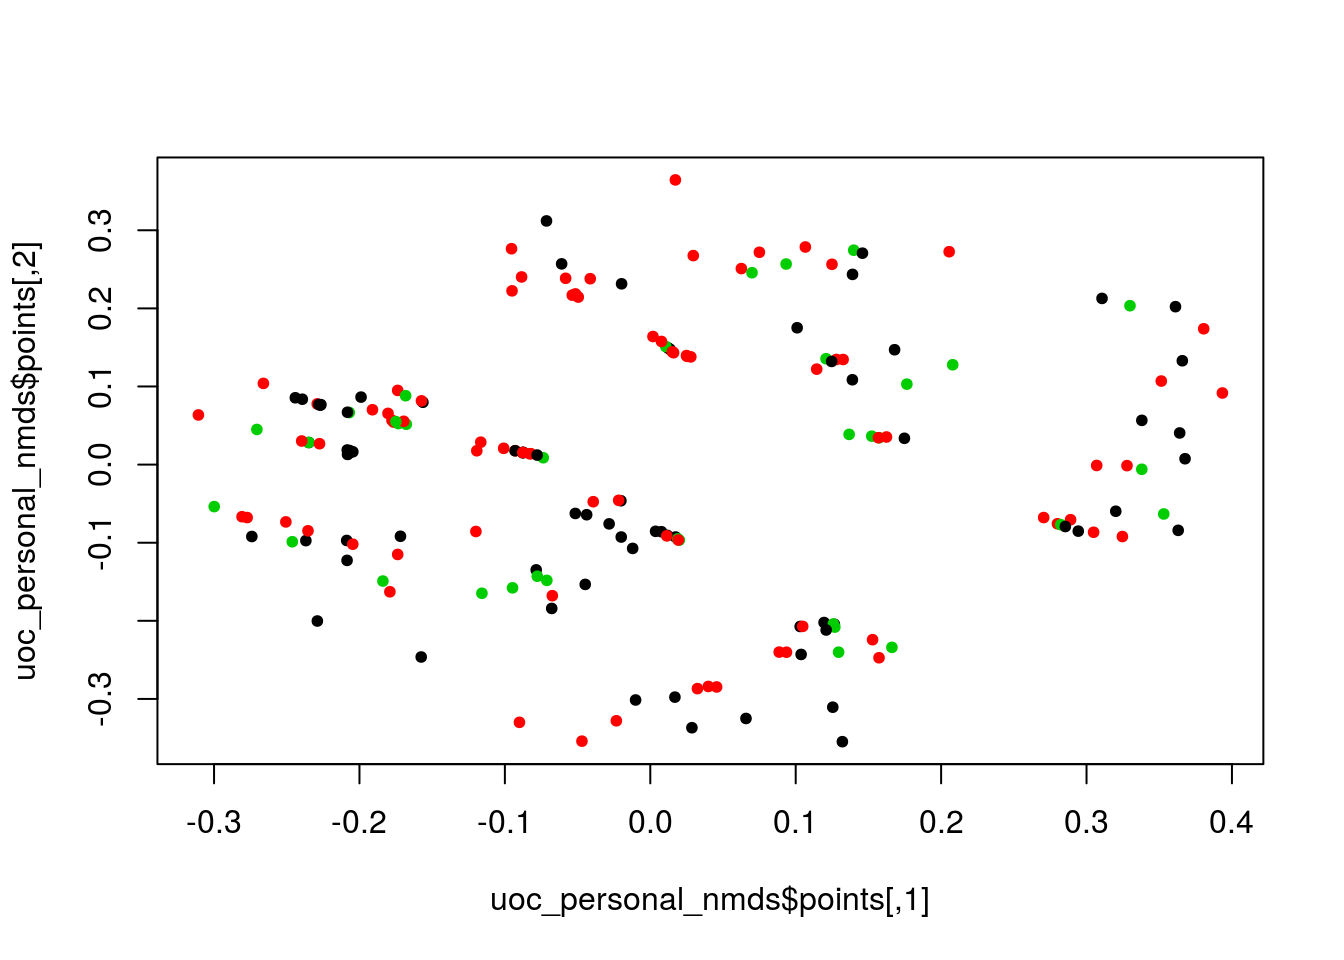 uoc_personal_nmds$points[,2]
0.3
0.2
0.1
0.0
-0.1
-0.3
-0.3 -0.2 -0.1 0.0 0.1 0.2 0.3 0.4
uoc_personal_nmds$points[,1]